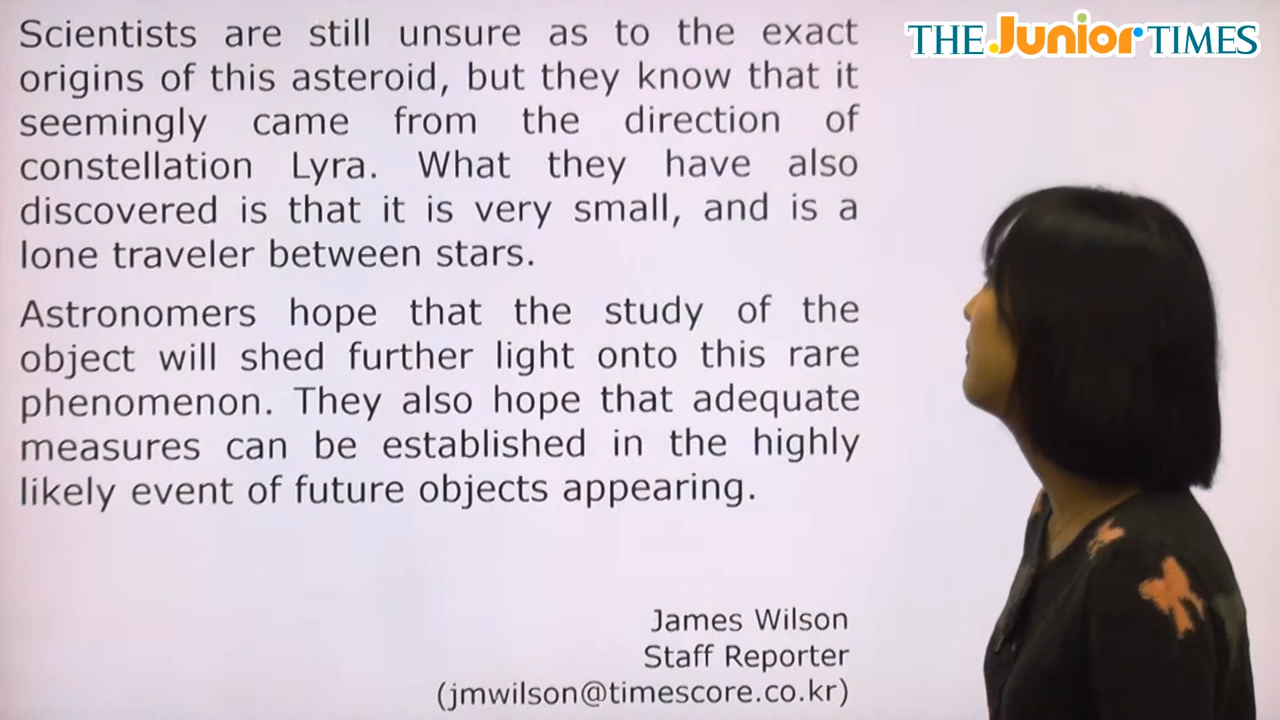 THE Junior TIMES
Scientists are still unsure as to the exact
origins of this asteroid, but they know that it
seemingly came from the direction of
constellation Lyra. What they have also
discovered is that it is very small, and is a
lone traveler between stars.
Astronomers hope that the study of the
object will shed further light onto this rare
phenomenon. They also hope that adequate
measures can be established in the highly
likely event of future objects appearing.
James Wilson
Staff Reporter
(jmwilson@timescore.co.kr)